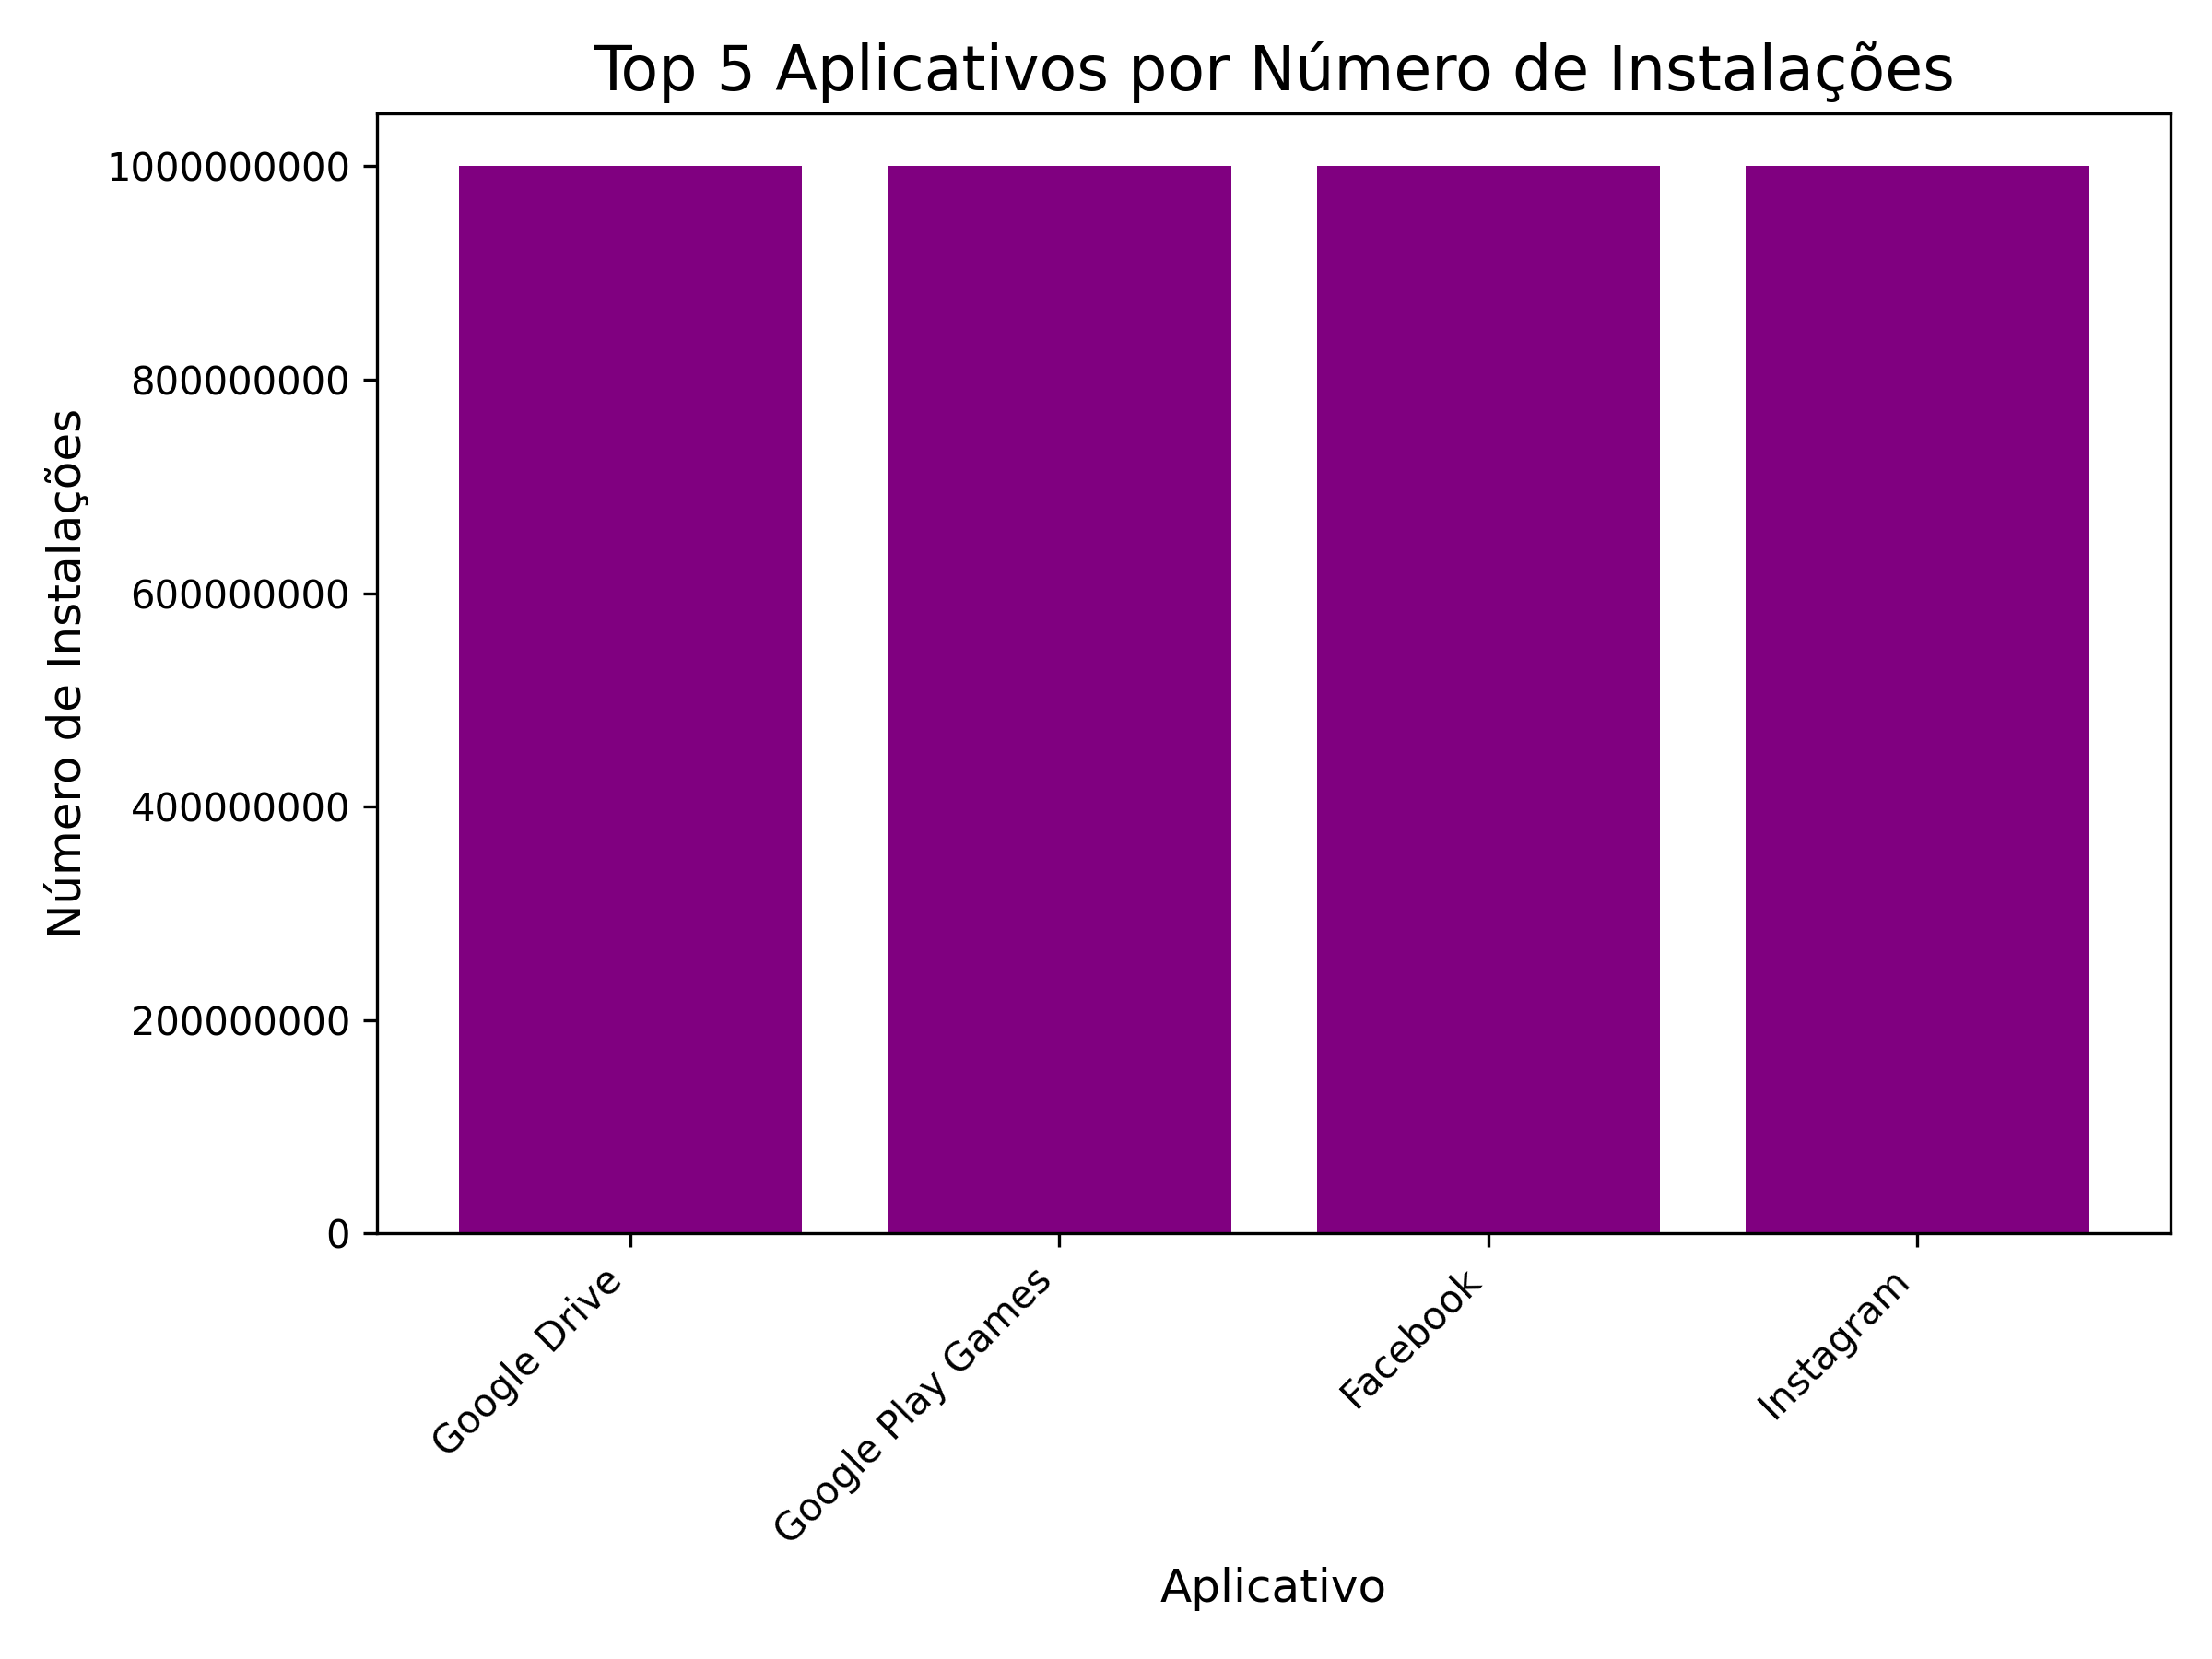 Top 5 Aplicativos por Número de Instalações
Número de Instalações
1000000000
800000000
600000000
400000000
200000000
0
Google Drive
Google Play Games
Facebook
Instagram
Aplicativo